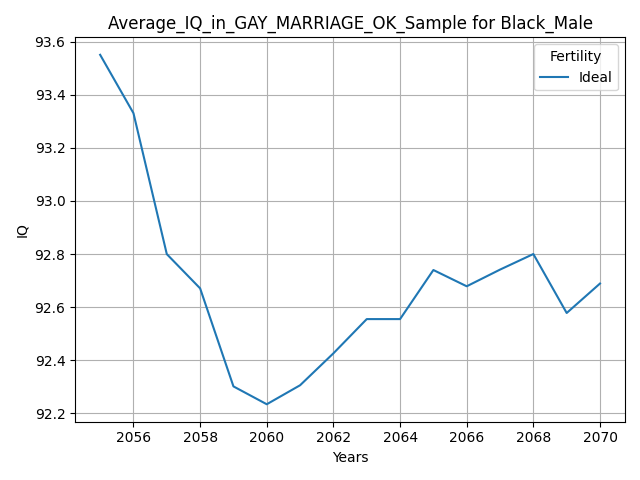 Average_IQ_in_GAY_MARRIAGE_OK_Sample for Black_Male
Fertility
Ideal
93.6
93.4
93.2
93.0
92.8
92.6
92.4
92.2
IQ
2056 2058 2060 2062 2064 2066 2068 2070
Years